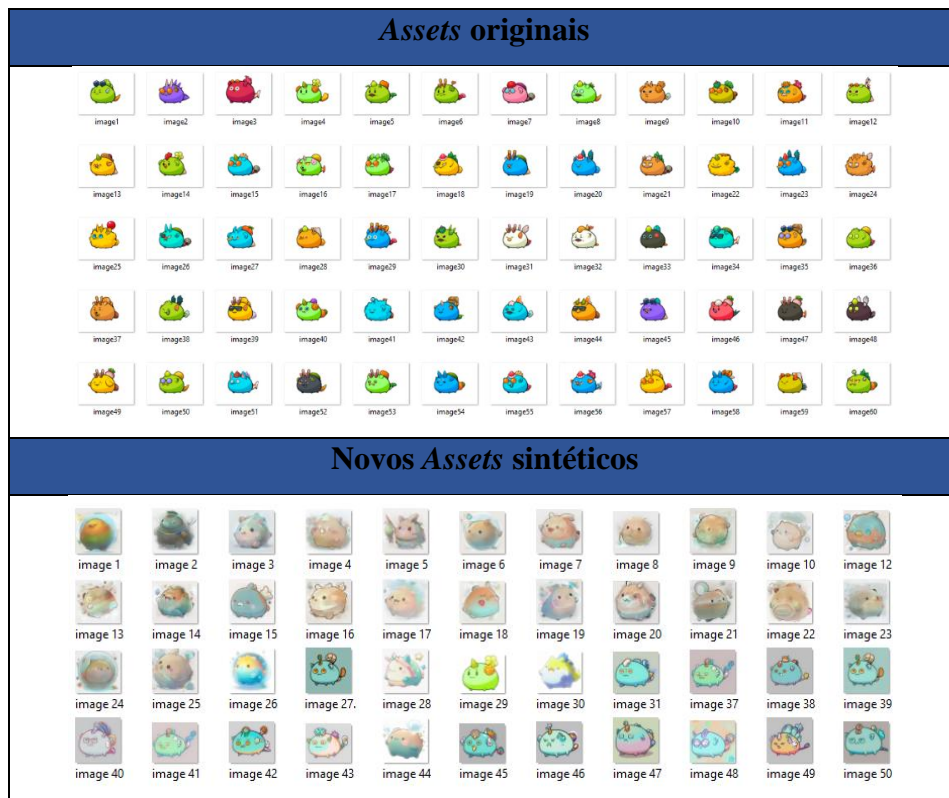 Assets originais
image1 image2 image3 image4 image5 image6 image7 image8 image9 image10 image11 image12
image13 image14 image15 image16 image17 image18 image19 image20 image21 image22 image23 image24
image25 image26 image27 image28 image29 image30 image31 image32 image33 image34 image35 image36
image37 image38 image39 image40 image41 image42 image43 image44 image45 image46 image47 image48
image49 image50 image51 image52 image53 image54 image55 image56 image57 image58 image59 image60
Novos Assets sintéticos
image 1 image 2 image 3 image 4 image 5 image 6 image 7 image 8 image 9 image 10 image 12
image 13 image 14 image 15 image 16 image 17 image 18 image 19 image 20 image 21 image 22 image 23
image 24 image 25 image 26 image 27. image 28 image 29 image 30 image 31 image 37 image 38 image 39
image 40 image 41 image 42 image 43 image 44 image 45 image 46 image 47 image 48 image 49 image 50